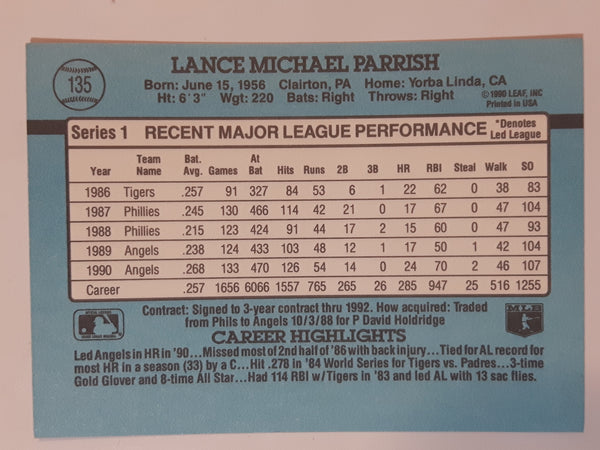 135
LANCE MICHAEL PARRISH
Born: June 15, 1956 Clairton, PA Home: Yorba Linda, CA
Ht: 6'3" Wgt: 220 Bats: Right Throws: Right
©1990 LEAF, INC
Printed in USA
Series 1 RECENT MAJOR LEAGUE PERFORMANCE *Denotes Led League
Year Team Name Bat. Avg. Games At Bat Hits Runs 2B 3B HR RBI Steal Walk SO
1986 Tigers .257 91 327 84 53 6 1 22 62 0 38 83
1987 Phillies .245 130 466 114 42 21 0 17 67 0 47 104
1988 Phillies .215 123 424 91 44 17 2 15 60 0 47 93
1989 Angels .238 124 433 103 48 12 1 17 50 1 42 104
1990 Angels .268 133 470 126 54 14 0 24 70 2 46 107
Career .257 1656 6066 1557 765 265 26 285 947 25 516 1255
Contract: Signed to 3-year contract thru 1992. How acquired: Traded
from Phils to Angels 10/3/88 for P David Holdridge
MLB
CAREER HIGHLIGHTS
Led Angels in HR in '90...Missed most of 2nd half of '86 with back injury...Tied for AL record for
most HR in a season (33) by a C...Hit .278 in '84 World Series for Tigers vs. Padres...3-time
Gold Glover and 8-time All Star...Had 114 RBI w/Tigers in '83 and led AL with 13 sac flies.